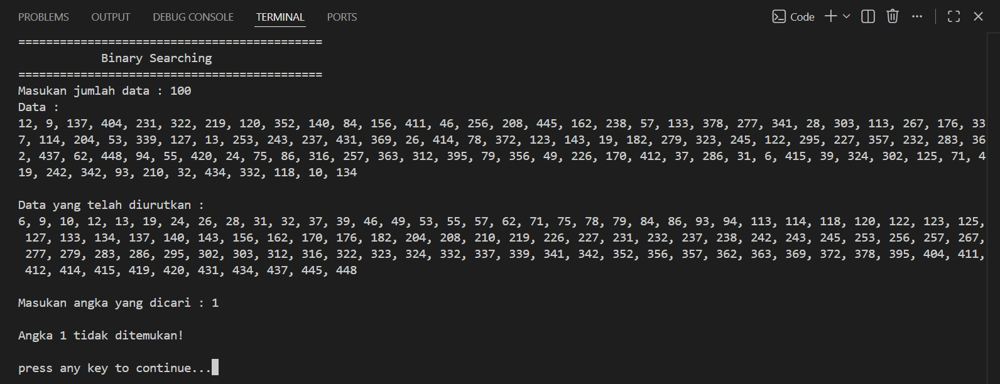 PROBLEMS OUTPUT DEBUG CONSOLE TERMINAL PORTS Code
============================================
Binary Searching
============================================
Masukan jumlah data : 100
Data :
12, 9, 137, 404, 231, 322, 219, 120, 352, 140, 84, 156, 411, 46, 256, 208, 445, 162, 238, 57, 133, 378, 277, 341, 28, 303, 113, 267, 176, 33
7, 114, 204, 53, 339, 127, 13, 253, 243, 237, 431, 369, 26, 414, 78, 372, 123, 143, 19, 182, 279, 323, 245, 122, 295, 227, 357, 232, 283, 36
2, 437, 62, 448, 94, 55, 420, 24, 75, 86, 316, 257, 363, 312, 395, 79, 356, 49, 226, 170, 412, 37, 286, 31, 6, 415, 39, 324, 302, 125, 71, 4
19, 242, 342, 93, 210, 32, 434, 332, 118, 10, 134
Data yang telah diurutkan :
6, 9, 10, 12, 13, 19, 24, 26, 28, 31, 32, 37, 39, 46, 49, 53, 55, 57, 62, 71, 75, 78, 79, 84, 86, 93, 94, 113, 114, 118, 120, 122, 123, 125,
127, 133, 134, 137, 140, 143, 156, 162, 170, 176, 182, 204, 208, 210, 219, 226, 227, 231, 232, 237, 238, 242, 243, 245, 253, 256, 257, 267,
277, 279, 283, 286, 295, 302, 303, 312, 316, 322, 323, 324, 332, 337, 339, 341, 342, 352, 356, 357, 362, 363, 369, 372, 378, 395, 404, 411,
412, 414, 415, 419, 420, 431, 434, 437, 445, 448
Masukan angka yang dicari : 1
Angka 1 tidak ditemukan!
press any key to continue...